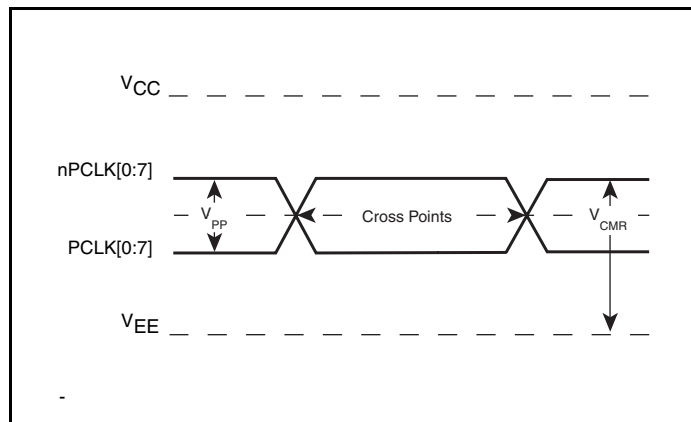 VCC
nPCLK[0:7]
VPP
Cross Points
VCMR
PCLK[0:7]
VEE
-